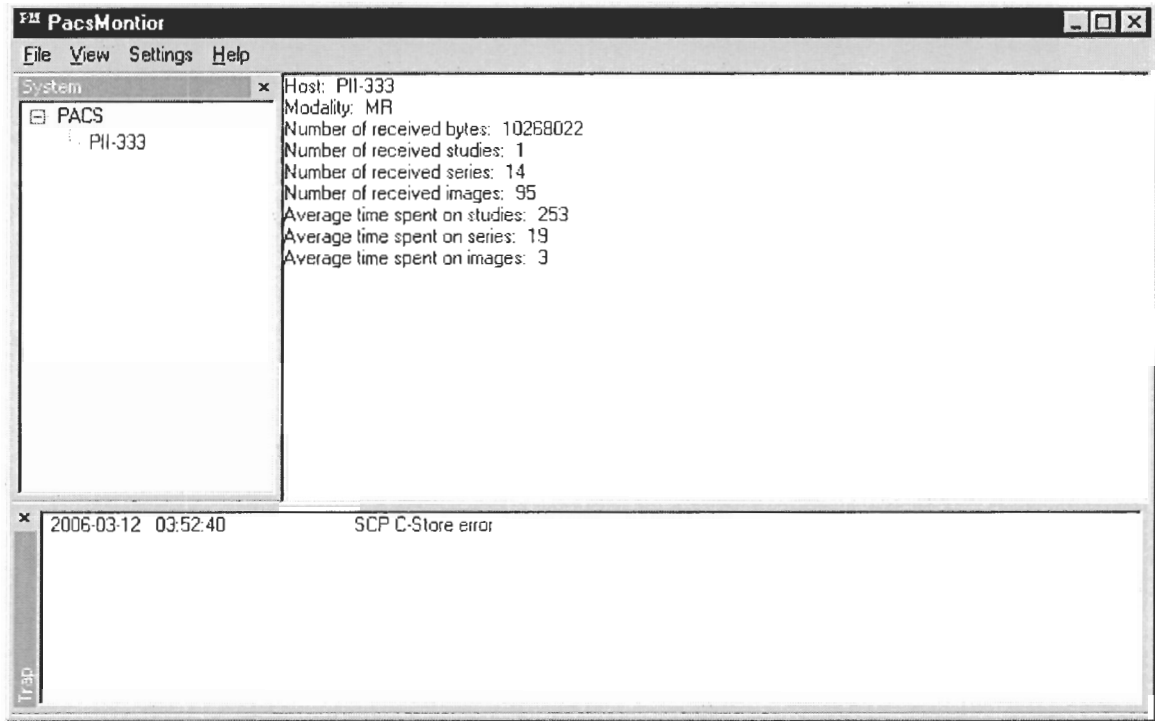 PM PacsMontior
File View Settings Help
System
PACS
PII-333
Host: PII-333
Modality: MR
Number of received bytes: 10268022
Number of received studies: 1
Number of received series: 14
Number of received images: 95
Average time spent on studies: 253
Average time spent on series: 19
Average time spent on images: 3
2006-03-12 03:52:40 SCP C-Store error
Trap